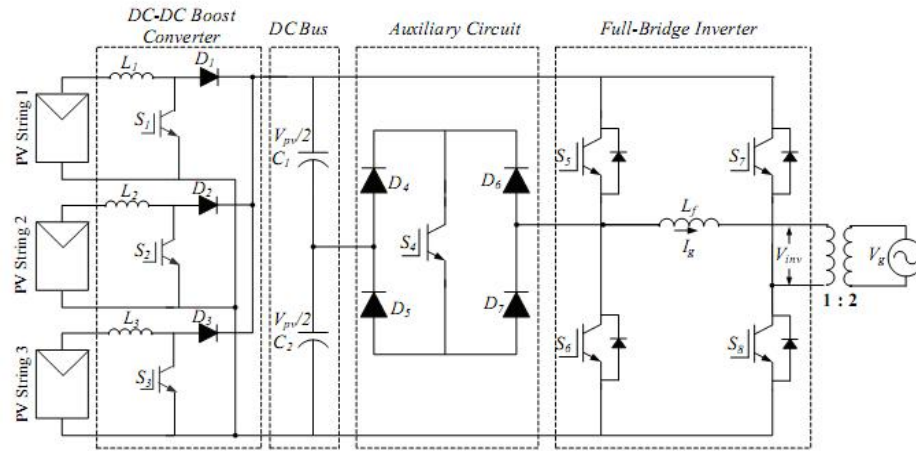 DC-DC Boost
Converter
DC Bus
Auxiliary Circuit
Full-Bridge Inverter
PV String 1
L1
D1
S1
PV String 2
L2
D2
S2
PV String 3
L3
D3
S3
Vpv/2
C1
Vpv/2
C2
D4
D6
S4
D5
D7
S5
S7
Lf
Ig
Vinv
Vg
1 : 2
S6
S8